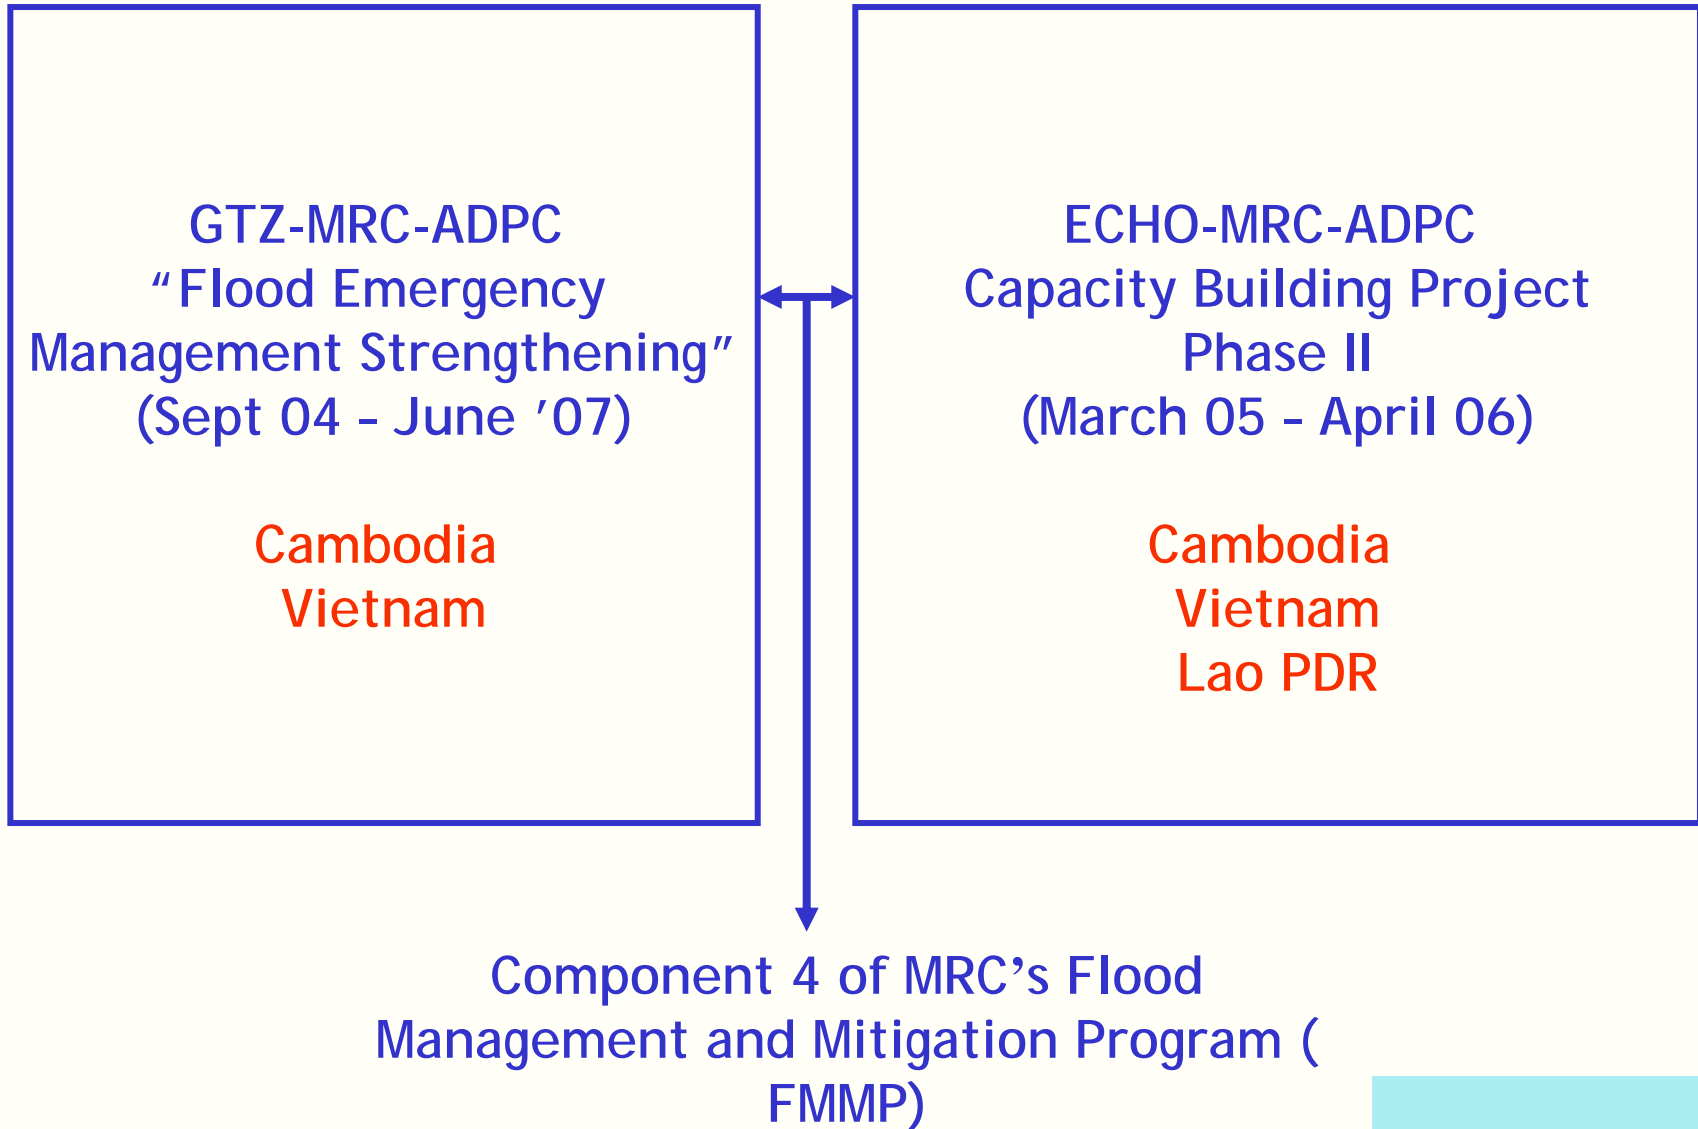 GTZ-MRC-ADPC
“Flood Emergency
Management Strengthening”
(Sept 04 – June ’07)
Cambodia
Vietnam
ECHO-MRC-ADPC
Capacity Building Project
Phase II
(March 05 – April 06)
Cambodia
Vietnam
Lao PDR
Component 4 of MRC’s Flood
Management and Mitigation Program (
FMMP)